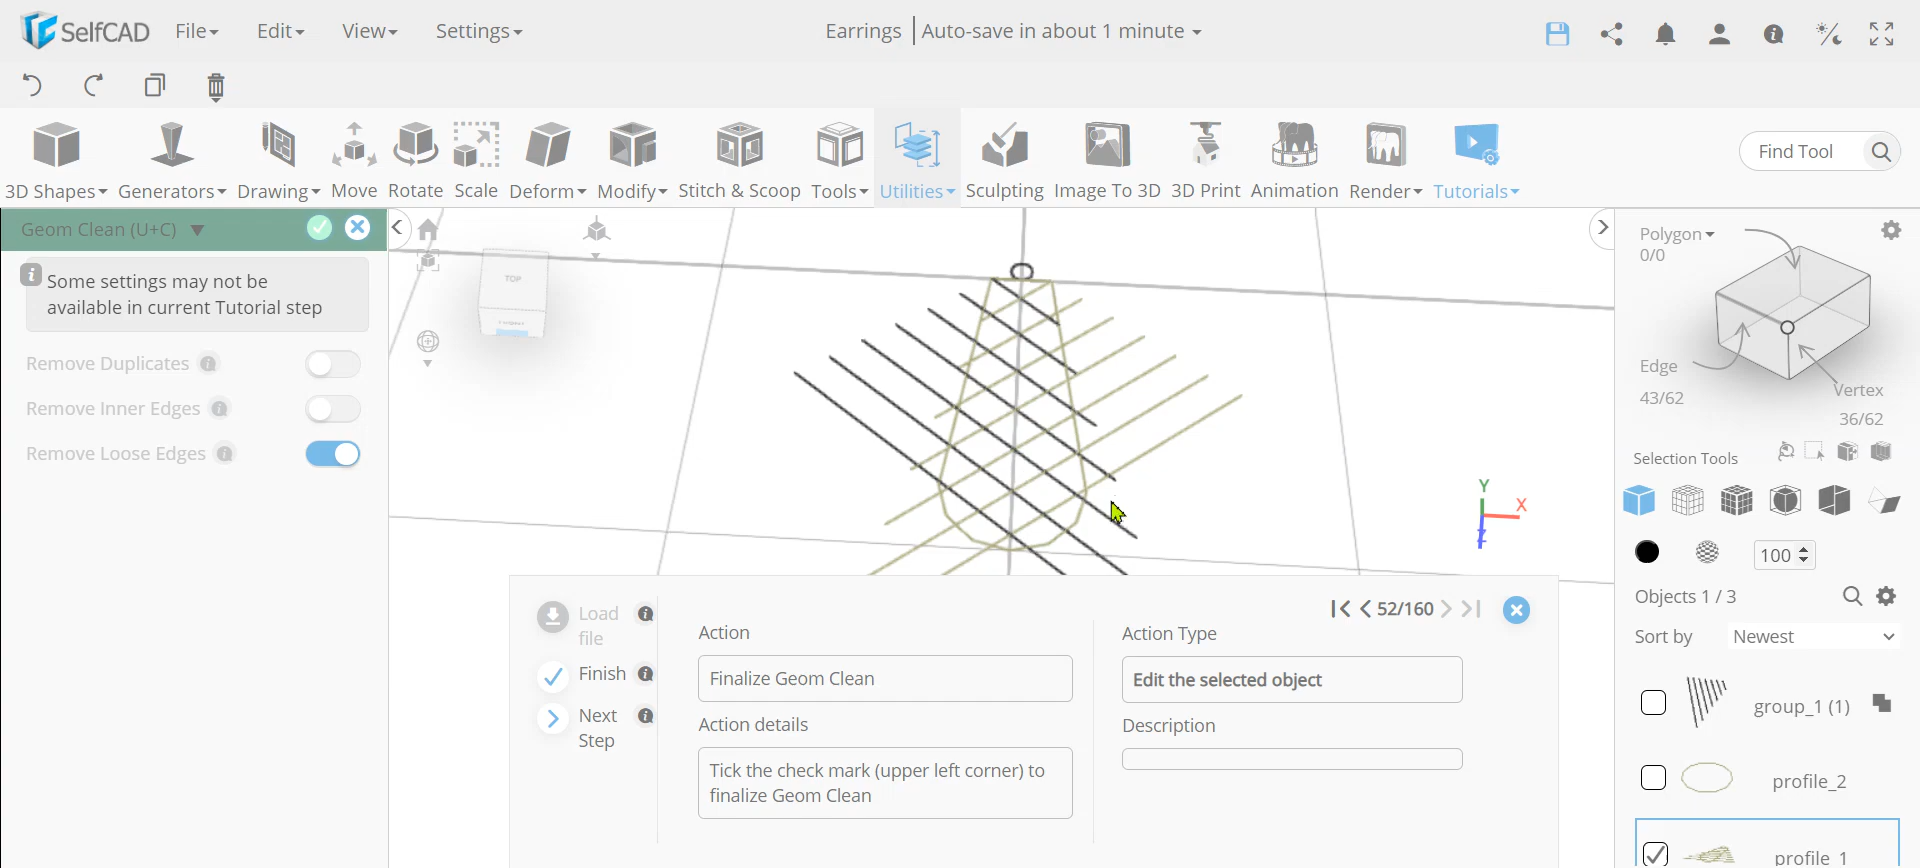 SelfCAD
File
Edit
View
Settings
Earrings
Auto-save in about 1 minute
3D Shapes
Generators
Drawing
Move
Rotate
Scale
Deform
Modify
Stitch & Scoop
Tools
Utilities
Sculpting
Image To 3D
3D Print
Animation
Render
Tutorials
Find Tool
Geom Clean (U+C)
Some settings may not be
available in current Tutorial step
Remove Duplicates
Remove Inner Edges
Remove Loose Edges
TOP
Y
X
Z
Polygon
0/0
Edge
43/62
Vertex
36/62
Selection Tools
100
Objects 1 / 3
Sort by
Newest
group_1 (1)
profile_2
profile_1
Load
file
Finish
Next
Step
Action
Finalize Geom Clean
Action details
Tick the check mark (upper left corner) to
finalize Geom Clean
52/160
Action Type
Edit the selected object
Description